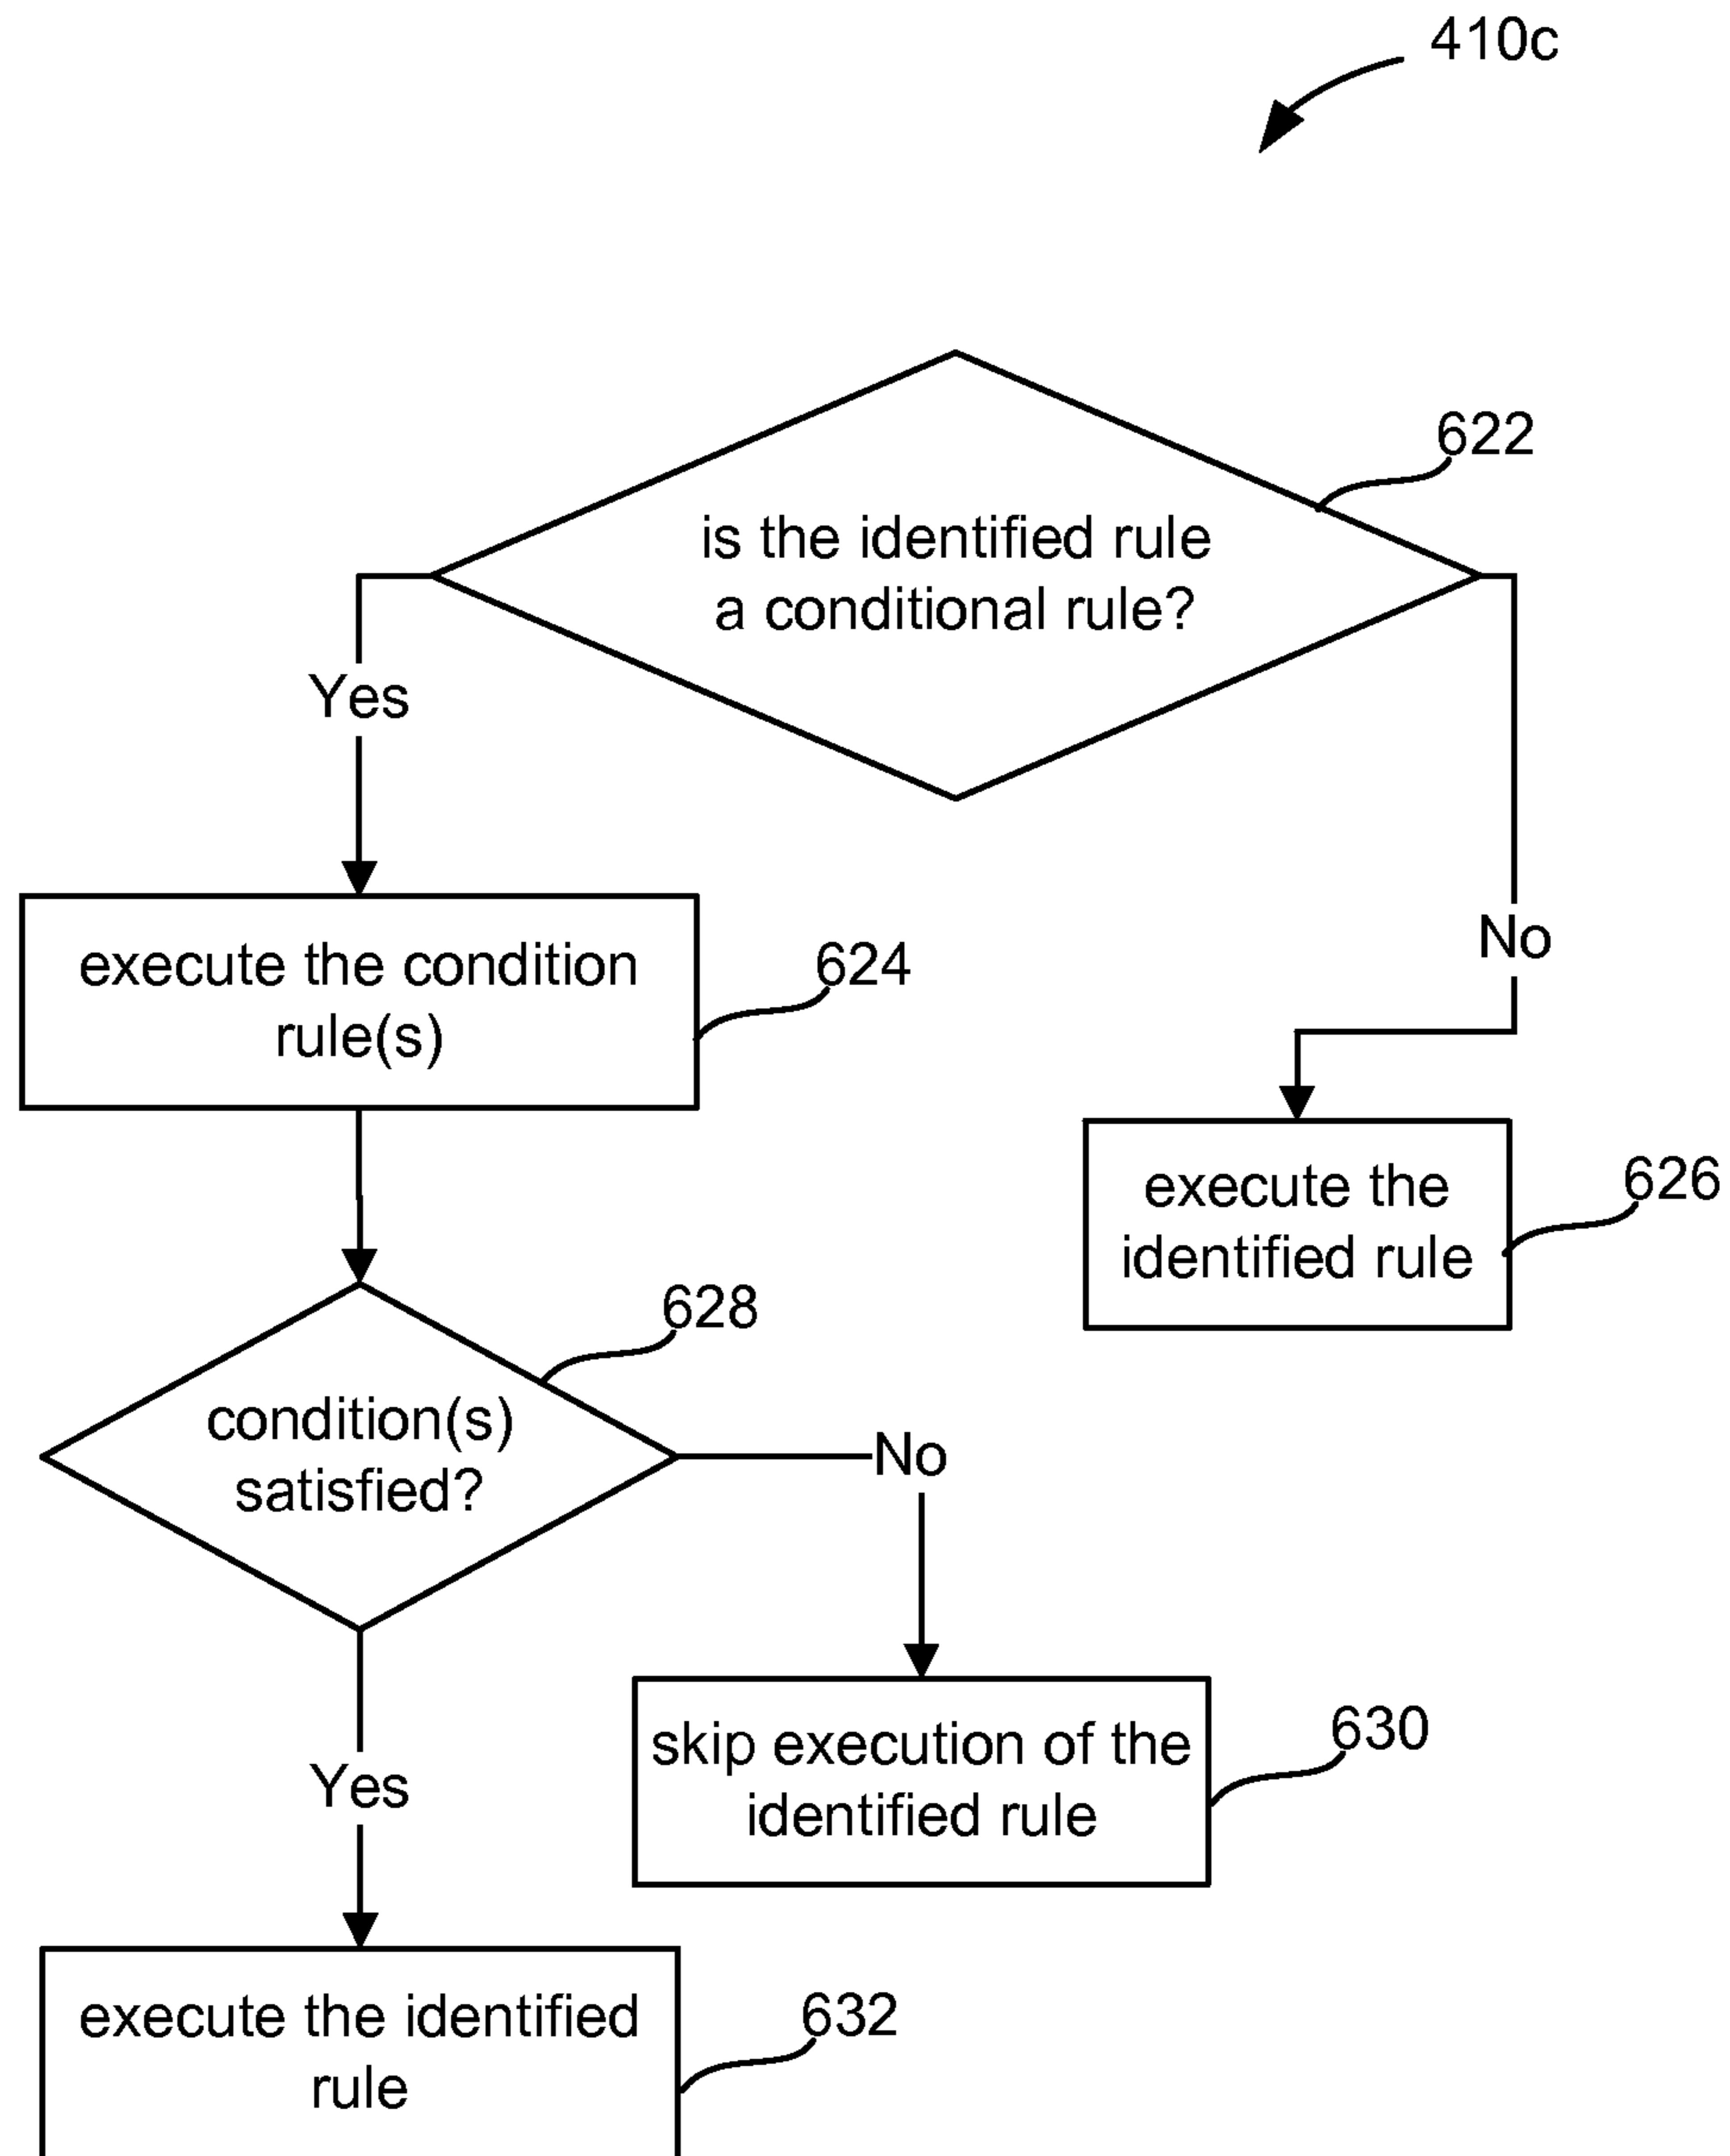 410c
622
is the identified rule
a conditional rule?
Yes
No
execute the condition
rule(s)
624
execute the
identified rule
626
628
condition(s)
satisfied?
No
Yes
skip execution of the
identified rule
630
execute the identified
rule
632